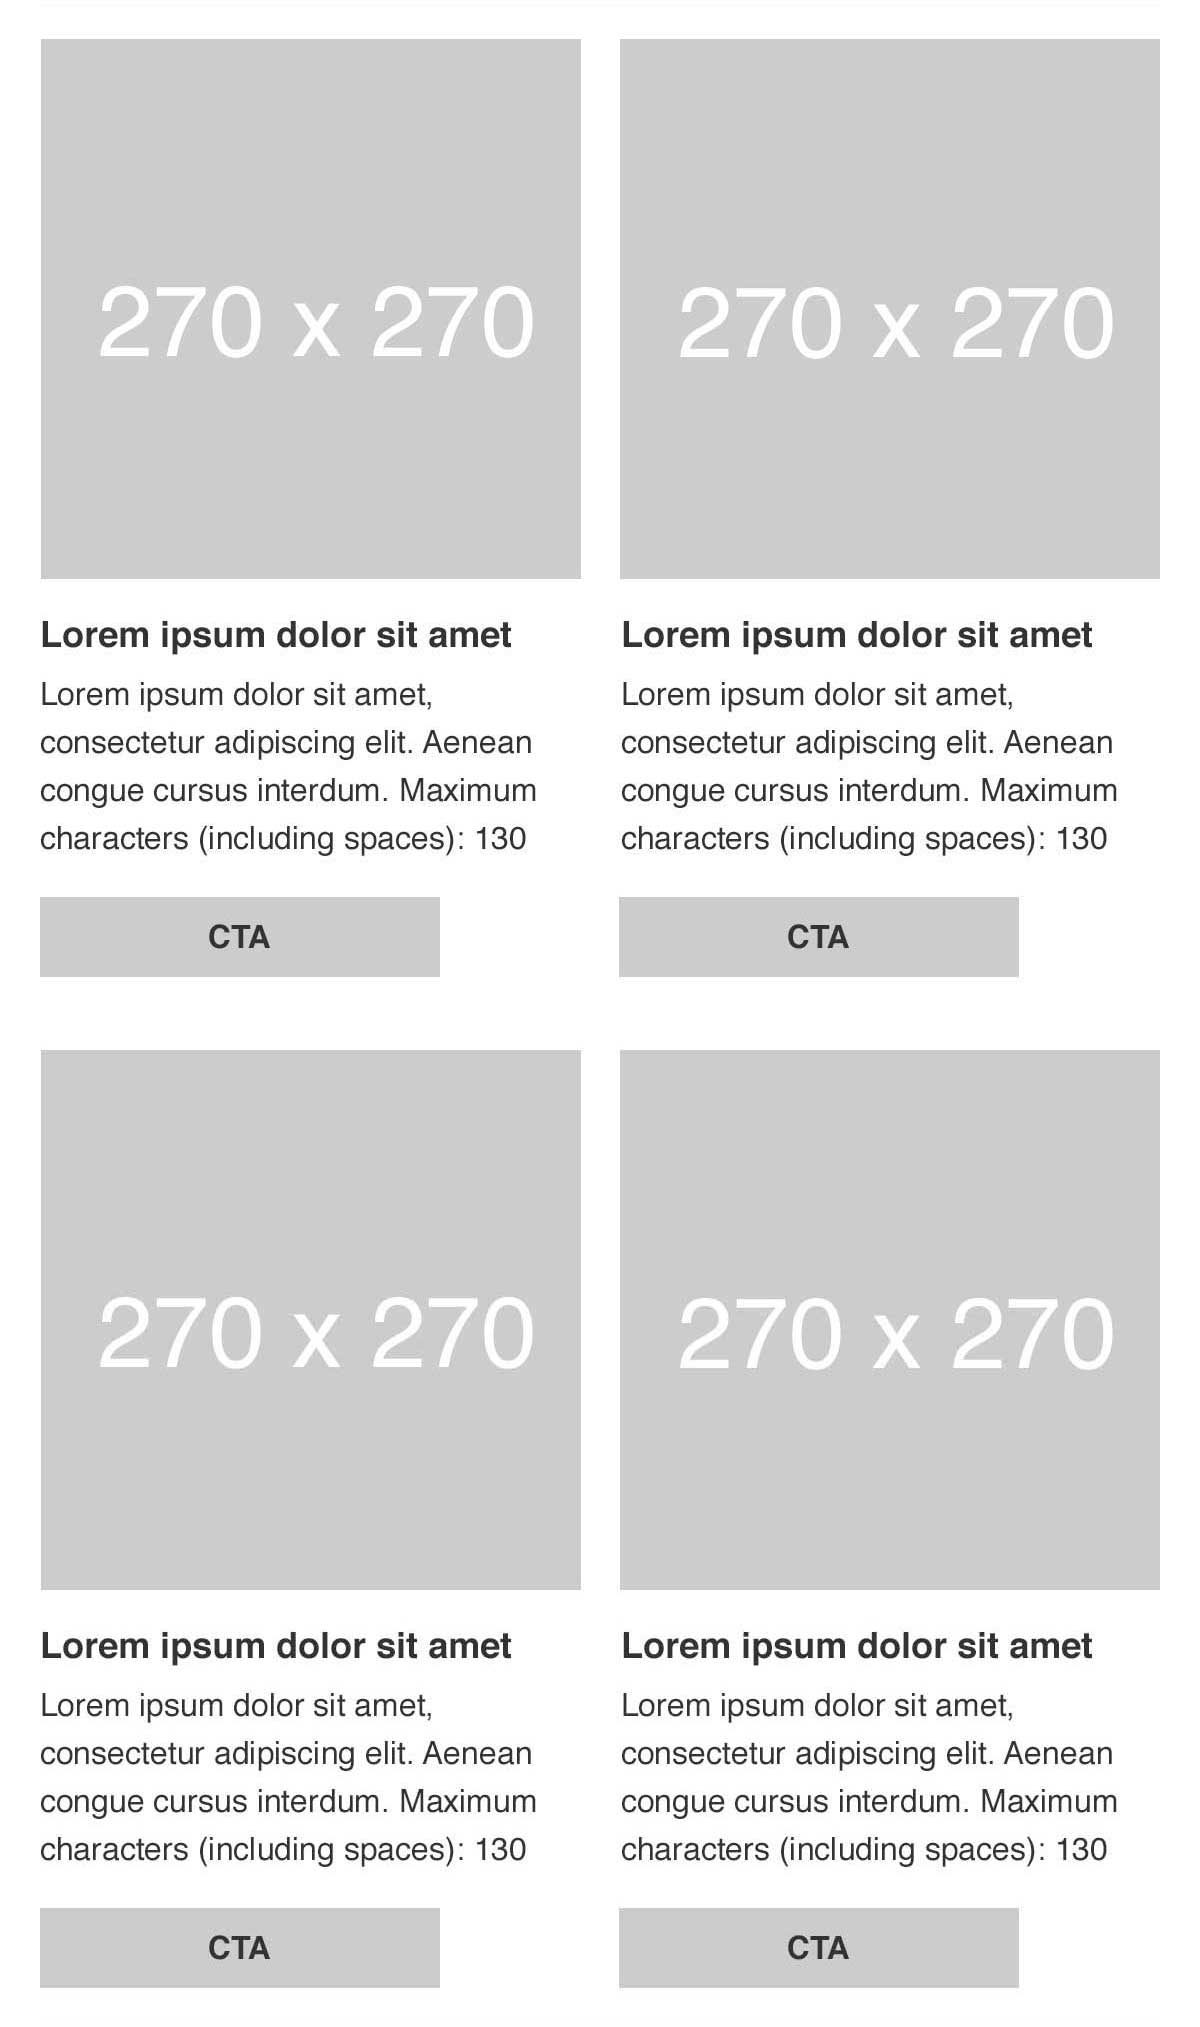 270 x 270
Lorem ipsum dolor sit amet
Lorem ipsum dolor sit amet,
consectetur adipiscing elit. Aenean
congue cursus interdum. Maximum
characters (including spaces): 130
CTA
270 x 270
Lorem ipsum dolor sit amet
Lorem ipsum dolor sit amet,
consectetur adipiscing elit. Aenean
congue cursus interdum. Maximum
characters (including spaces): 130
CTA
270 x 270
Lorem ipsum dolor sit amet
Lorem ipsum dolor sit amet,
consectetur adipiscing elit. Aenean
congue cursus interdum. Maximum
characters (including spaces): 130
CTA
270 x 270
Lorem ipsum dolor sit amet
Lorem ipsum dolor sit amet,
consectetur adipiscing elit. Aenean
congue cursus interdum. Maximum
characters (including spaces): 130
CTA